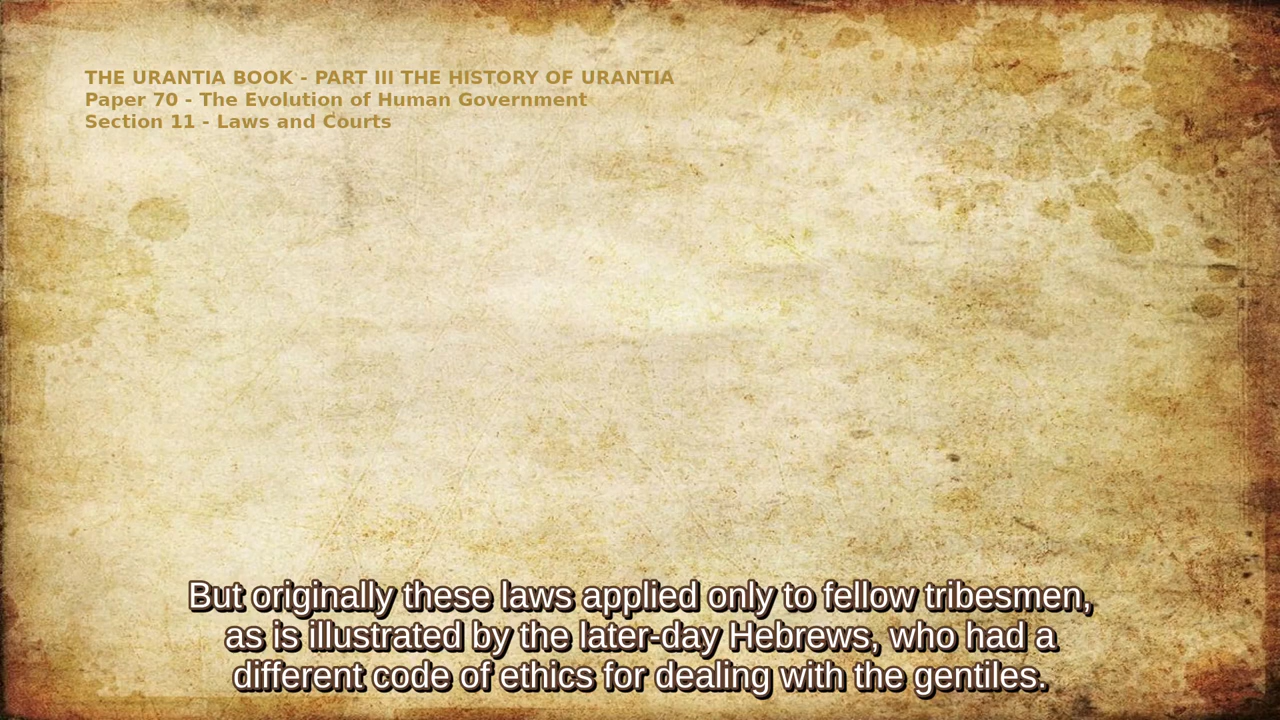 THE URANTIA BOOK - PART III THE HISTORY OF URANTIA
Paper 70 - The Evolution of Human Government
Section 11 - Laws and Courts
But originally these laws applied only to fellow tribesmen,
as is illustrated by the later-day Hebrews, who had a
different code of ethics for dealing with the gentiles.